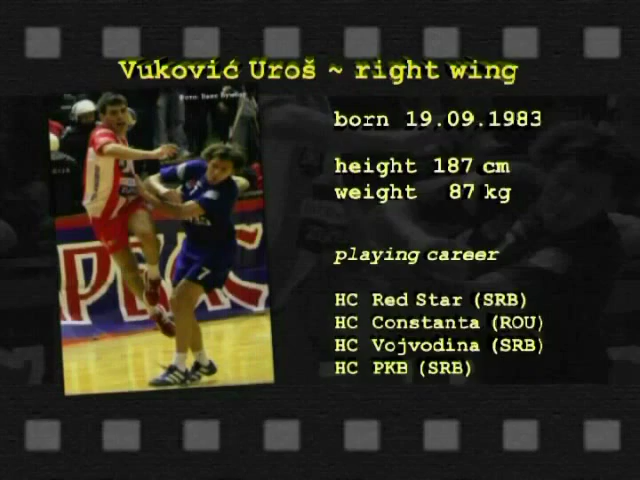 Vuković Uroš ~ right wing
born 19.09.1983
height 187 cm
weight 87 kg
playing career
HC Red Star (SRB)
HC Constanta (ROU)
HC Vojvodina (SRB)
HC PKB (SRB)
7